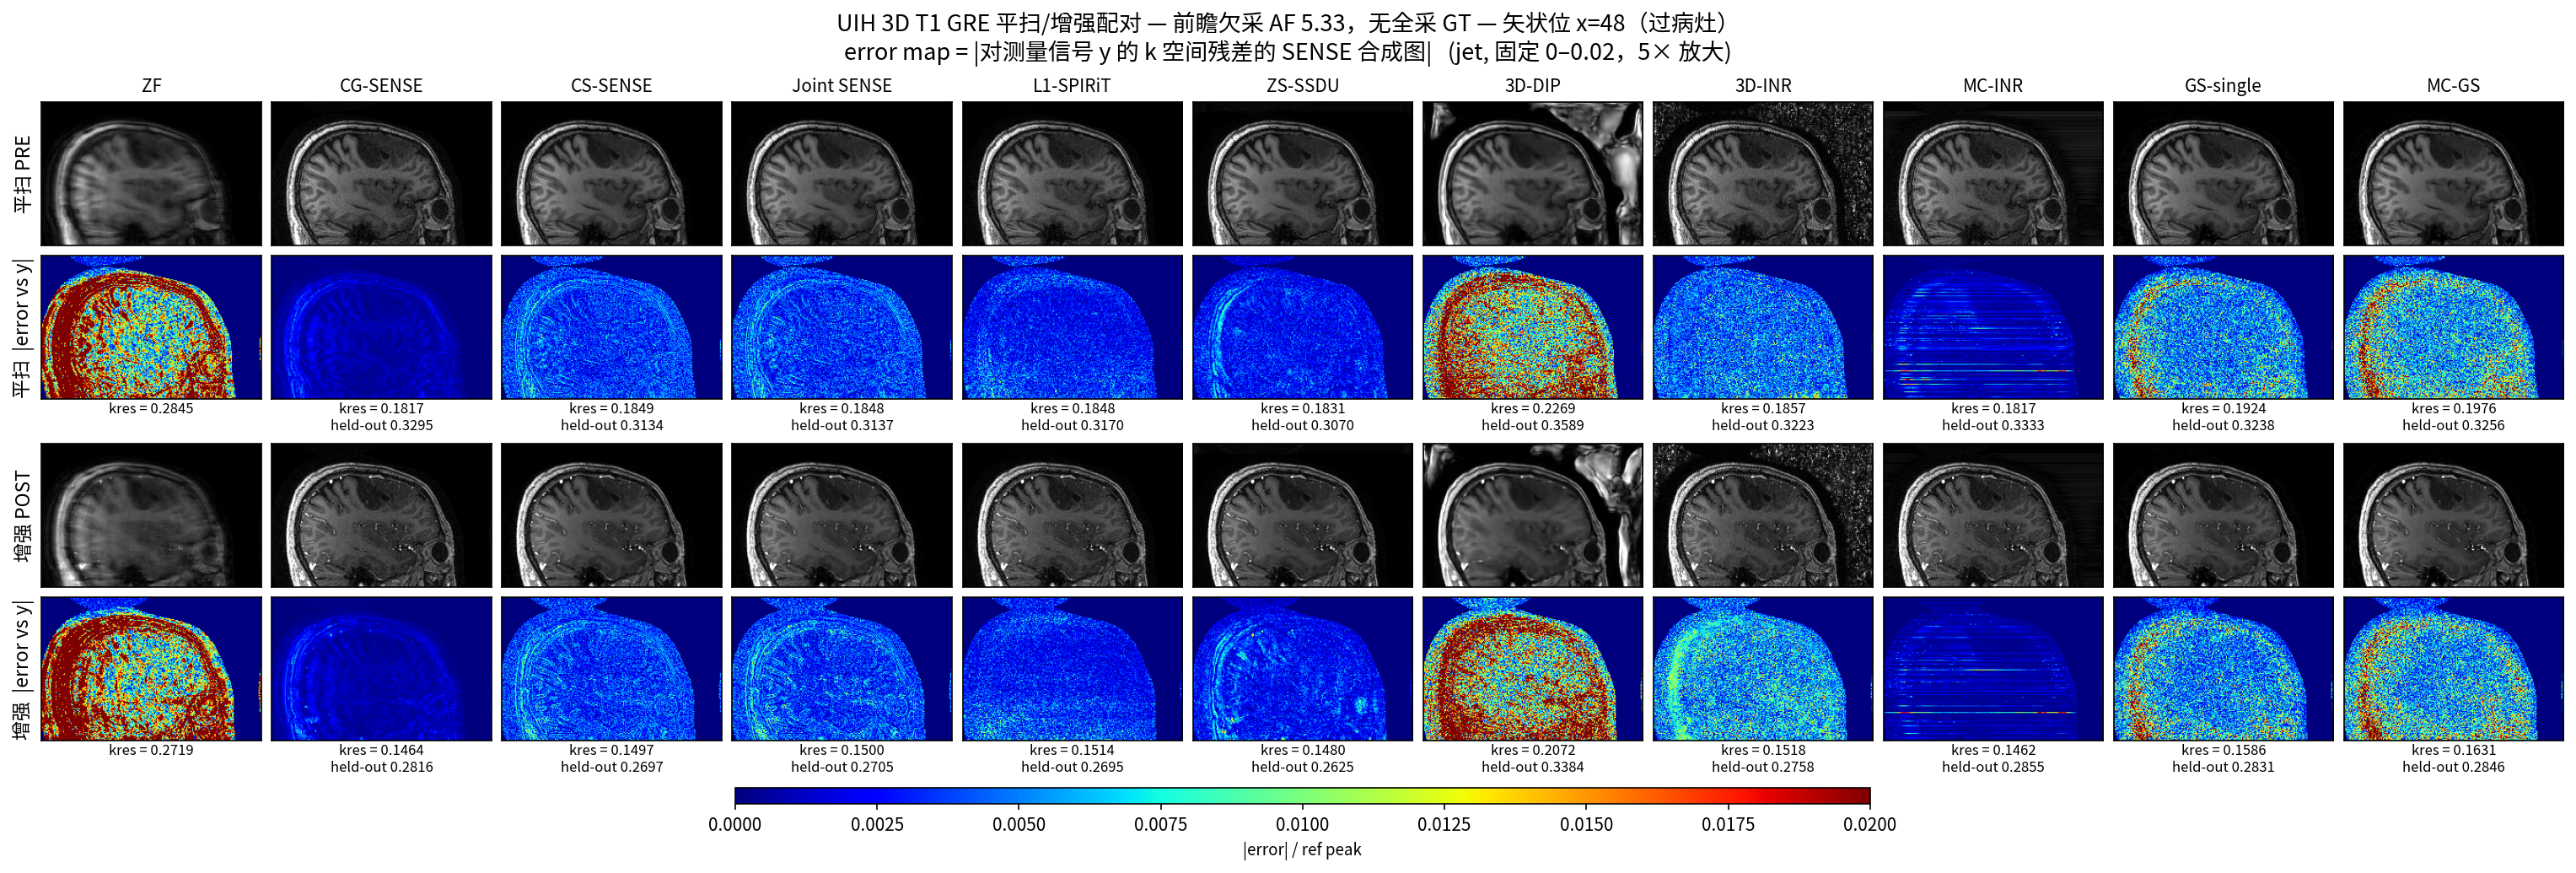 UIH 3D T1 GRE 平扫/增强配对 — 前瞻欠采 AF 5.33，无全采 GT — 矢状位 x=48（过病灶）
error map = |对测量信号 y 的 k 空间残差的 SENSE 合成图| (jet, 固定 0–0.02，5× 放大)
ZF CG-SENSE CS-SENSE Joint SENSE L1-SPIRiT ZS-SSDU 3D-DIP 3D-INR MC-INR GS-single MC-GS
平扫 PRE
平扫 |error vs y|
kres = 0.2845 kres = 0.1817 kres = 0.1849 kres = 0.1848 kres = 0.1848 kres = 0.1831 kres = 0.2269 kres = 0.1857 kres = 0.1817 kres = 0.1924 kres = 0.1976
held-out 0.3295 held-out 0.3134 held-out 0.3137 held-out 0.3170 held-out 0.3070 held-out 0.3589 held-out 0.3223 held-out 0.3333 held-out 0.3238 held-out 0.3256
增强 POST
增强 |error vs y|
kres = 0.2719 kres = 0.1464 kres = 0.1497 kres = 0.1500 kres = 0.1514 kres = 0.1480 kres = 0.2072 kres = 0.1518 kres = 0.1462 kres = 0.1586 kres = 0.1631
held-out 0.2816 held-out 0.2697 held-out 0.2705 held-out 0.2695 held-out 0.2625 held-out 0.3384 held-out 0.2758 held-out 0.2855 held-out 0.2831 held-out 0.2846
0.0000 0.0025 0.0050 0.0075 0.0100 0.0125 0.0150 0.0175 0.0200
|error| / ref peak